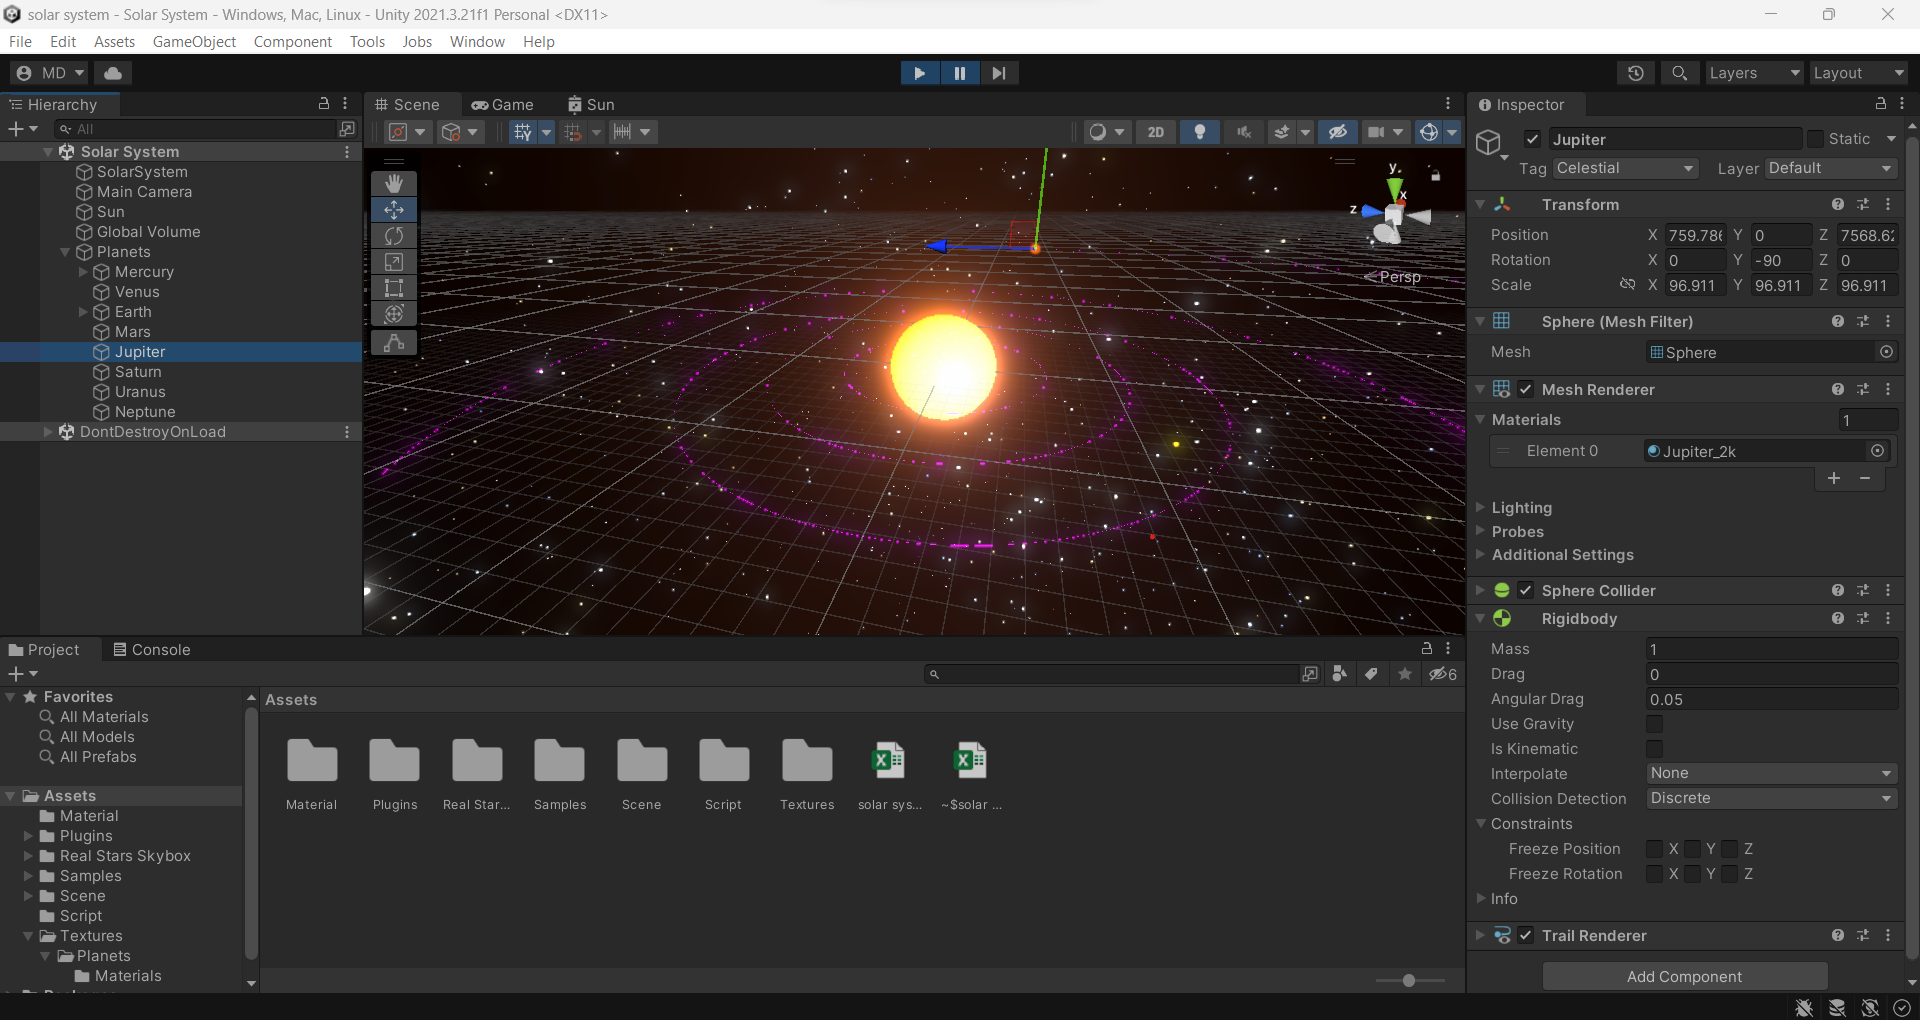 solar system - Solar System - Windows, Mac, Linux - Unity 2021.3.21f1 Personal <DX11>
File Edit Assets GameObject Component Tools Jobs Window Help
MD
Layers Layout
Hierarchy
All
Solar System
SolarSystem
Main Camera
Sun
Global Volume
Planets
Mercury
Venus
Earth
Mars
Jupiter
Saturn
Uranus
Neptune
DontDestroyOnLoad
Scene Game Sun
2D
y
x
z
Persp
Inspector
Jupiter Static
Tag Celestial Layer Default
Transform
Position X 759.786 Y 0 Z 7568.62
Rotation X 0 Y -90 Z 0
Scale X 96.911 Y 96.911 Z 96.911
Sphere (Mesh Filter)
Mesh Sphere
Mesh Renderer
Materials 1
Element 0 Jupiter_2k
Lighting
Probes
Additional Settings
Sphere Collider
Rigidbody
Mass 1
Drag 0
Angular Drag 0.05
Use Gravity
Is Kinematic
Interpolate None
Collision Detection Discrete
Constraints
Freeze Position X Y Z
Freeze Rotation X Y Z
Info
Trail Renderer
Add Component
Project Console
6
Favorites
All Materials
All Models
All Prefabs
Assets
Material
Plugins
Real Stars Skybox
Samples
Scene
Script
Textures
Planets
Materials
Assets
Material Plugins Real Star... Samples Scene Script Textures solar sys... ~$solar ...